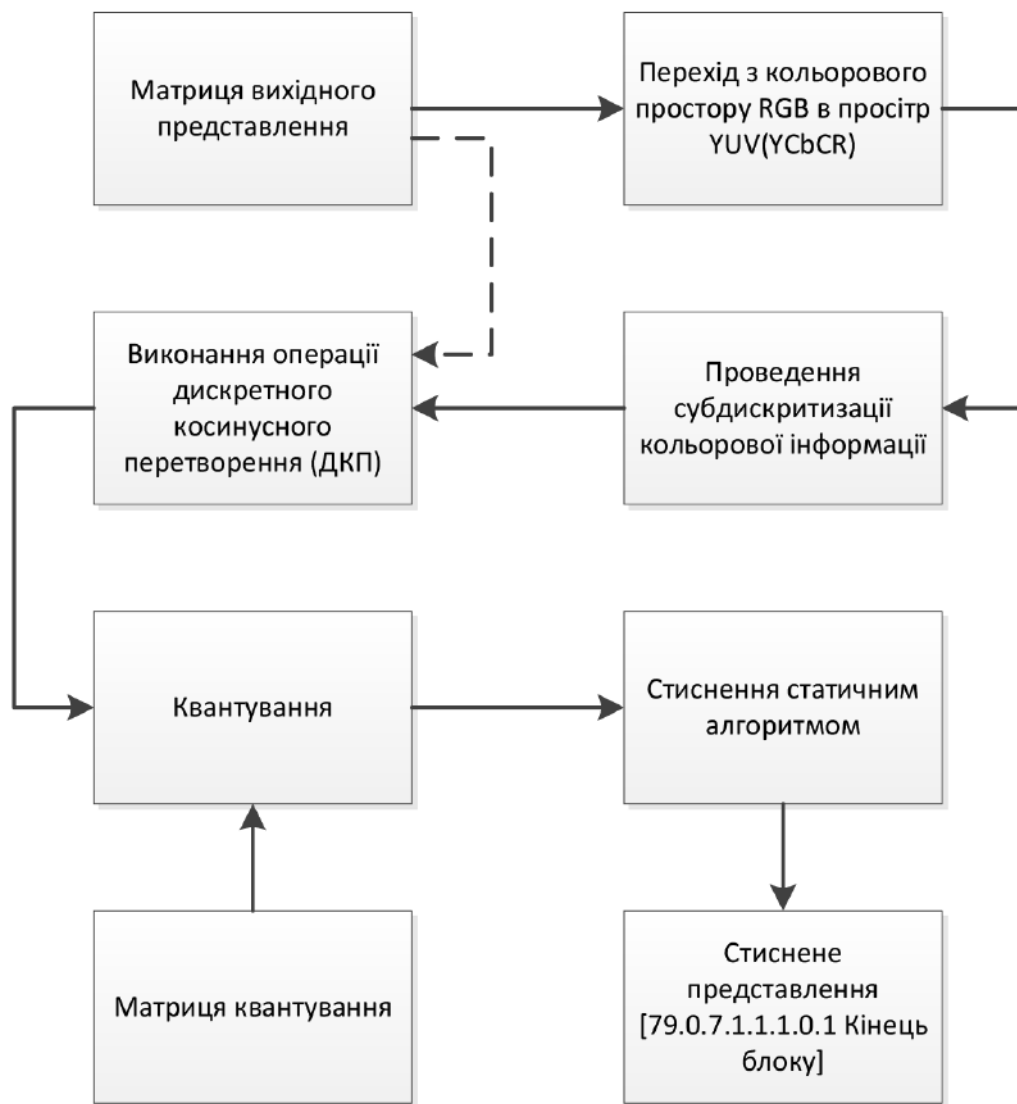 Матриця вихідного
представлення
Перехід з кольорового
простору RGB в просітр
YUV(YCbCR)
Виконання операції
дискретного
косинусного
перетворення (ДКП)
Проведення
субдискритизації
кольорової інформації
Квантування
Стиснення статичним
алгоритмом
Матриця квантування
Стиснене
представлення
[79.0.7.1.1.1.0.1 Кінець
блоку]